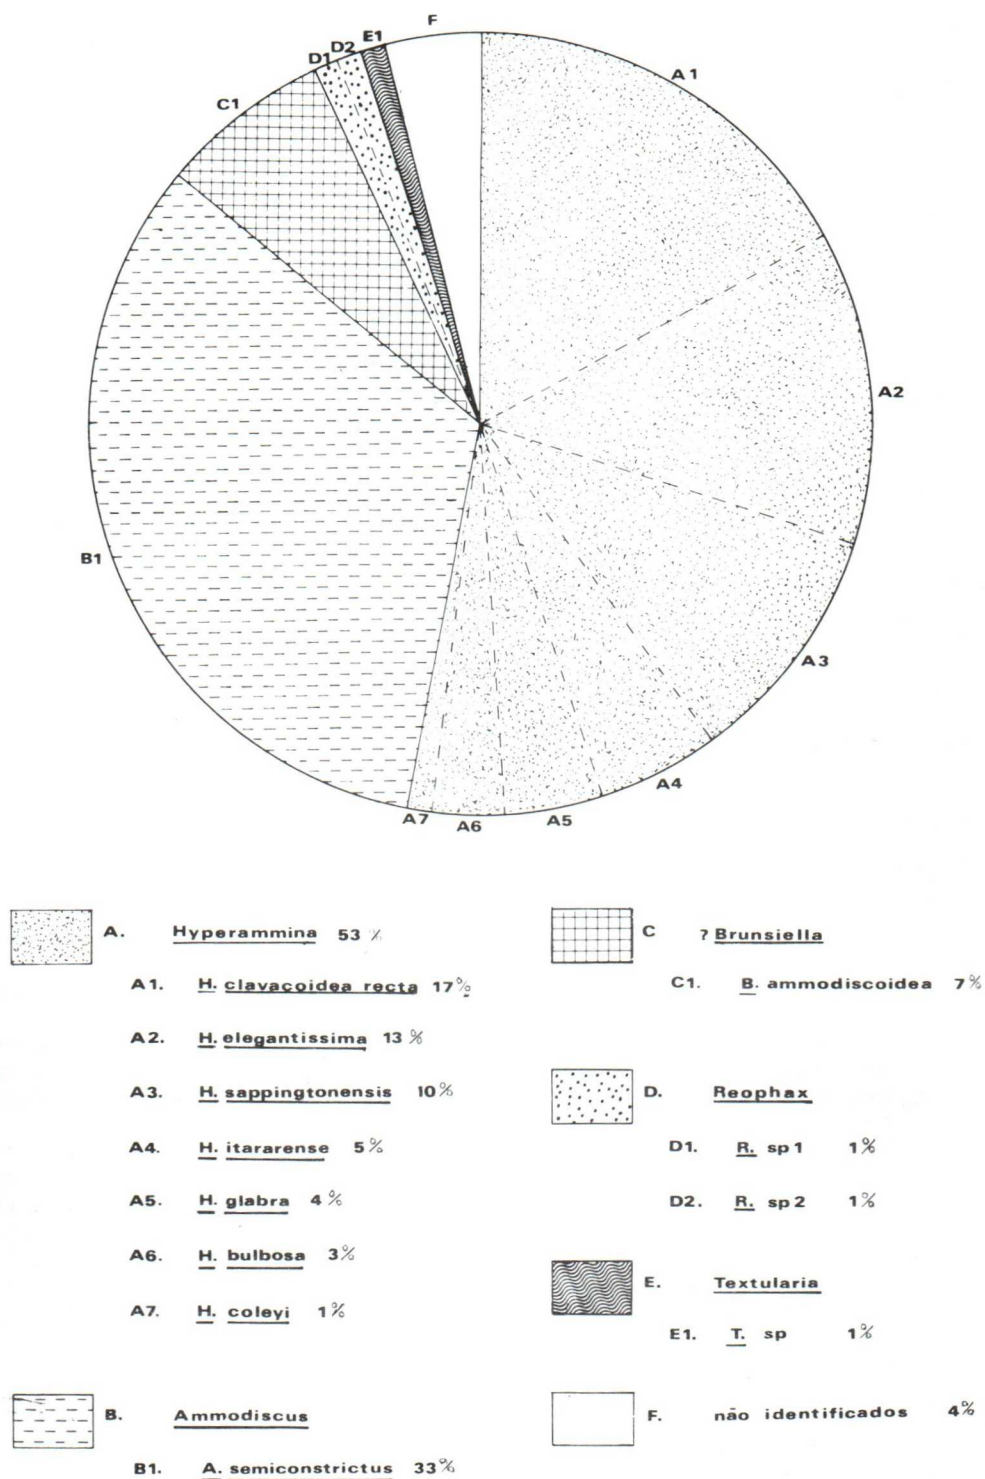 F
E1
D2
D1
C1
A1
A2
B1
A3
A4
A5
A6
A7
A. Hyperammina 53 %
A1. H. clavacoidea recta 17%
A2. H. elegantissima 13 %
A3. H. sappingtonensis 10%
A4. H. itararense 5%
A5. H. glabra 4%
A6. H. bulbosa 3%
A7. H. coleyi 1%
B. Ammodiscus
B1. A. semiconstrictus 33%
C ? Brunsiella
C1. B. ammodiscoidea 7%
D. Reophax
D1. R. sp 1 1%
D2. R. sp 2 1%
E. Textularia
E1. T. sp 1%
F. não identificados 4%